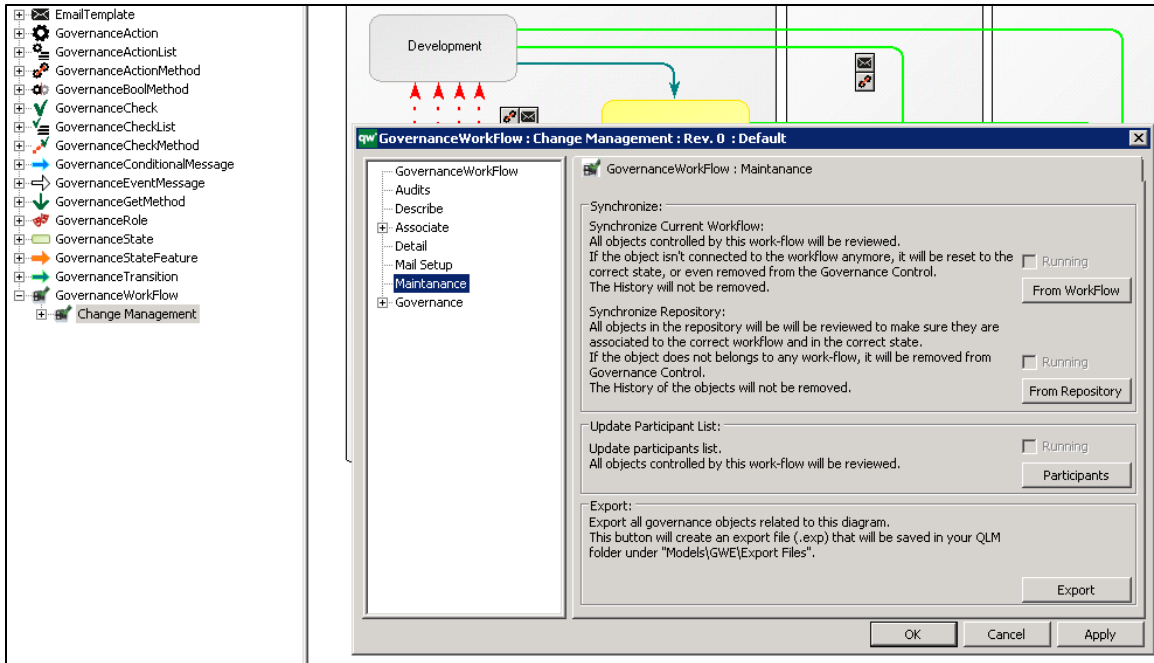 EmailTemplate
GovernanceAction
GovernanceActionList
GovernanceActionMethod
GovernanceBoolMethod
GovernanceCheck
GovernanceCheckList
GovernanceCheckMethod
GovernanceConditionalMessage
GovernanceEventMessage
GovernanceGetMethod
GovernanceRole
GovernanceState
GovernanceStateFeature
GovernanceTransition
GovernanceWorkFlow
Change Management
Development
qw GovernanceWorkFlow : Change Management : Rev. 0 : Default
GovernanceWorkFlow
Audits
Describe
Associate
Detail
Mail Setup
Maintanance
Governance
GovernanceWorkFlow : Maintanance
Synchronize:
Synchronize Current Workflow:
All objects controlled by this work-flow will be reviewed.
If the object isn't connected to the workflow anymore, it will be reset to the
correct state, or even removed from the Governance Control.
The History will not be removed.
Running
From WorkFlow
Synchronize Repository:
All objects in the repository will be will be reviewed to make sure they are
associated to the correct workflow and in the correct state.
If the object does not belongs to any work-flow, it will be removed from
Governance Control.
The History of the objects will not be removed.
Running
From Repository
Update Participant List:
Update participants list.
All objects controlled by this work-flow will be reviewed.
Running
Participants
Export:
Export all governance objects related to this diagram.
This button will create an export file (.exp) that will be saved in your QLM
folder under "Models\GWE\Export Files".
Export
OK
Cancel
Apply